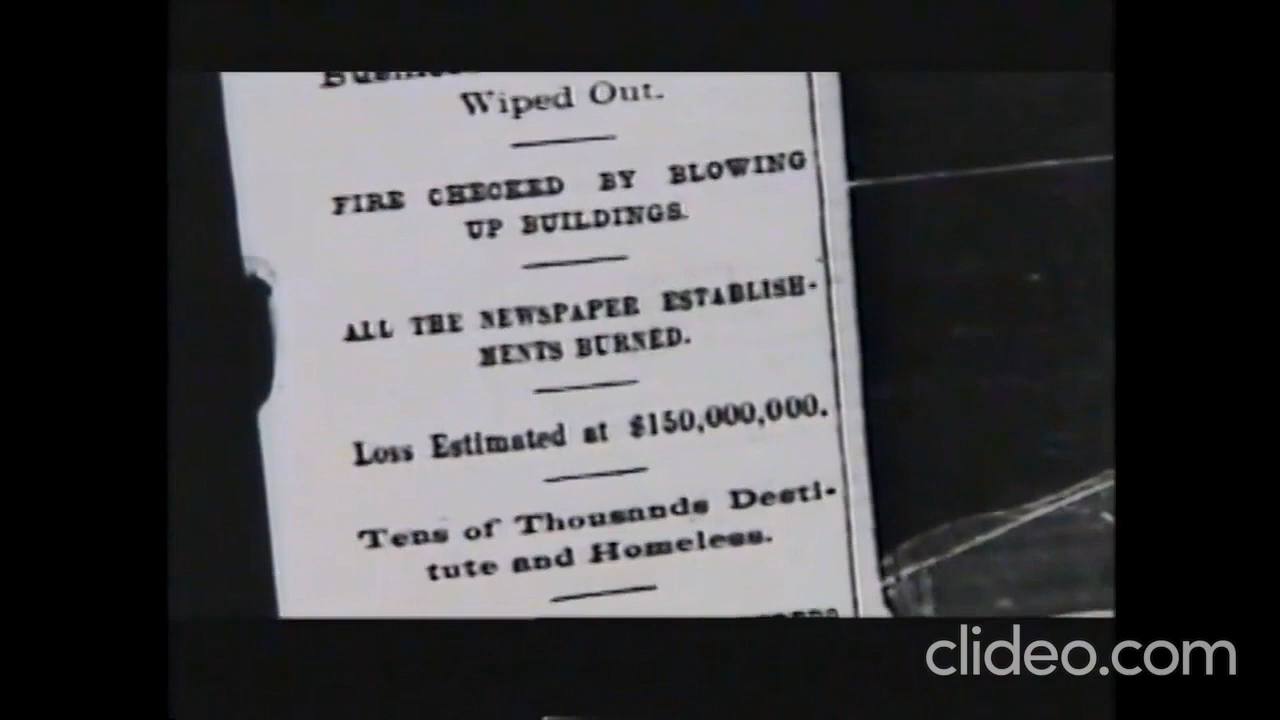 Wiped Out.
FIRE CHECKED BY BLOWING
UP BUILDINGS.
ALL THE NEWSPAPER ESTABLISH-
MENTS BURNED.
Loss Estimated at $150,000,000.
Tens of Thousands Desti-
tute and Homeless.
clideo.com